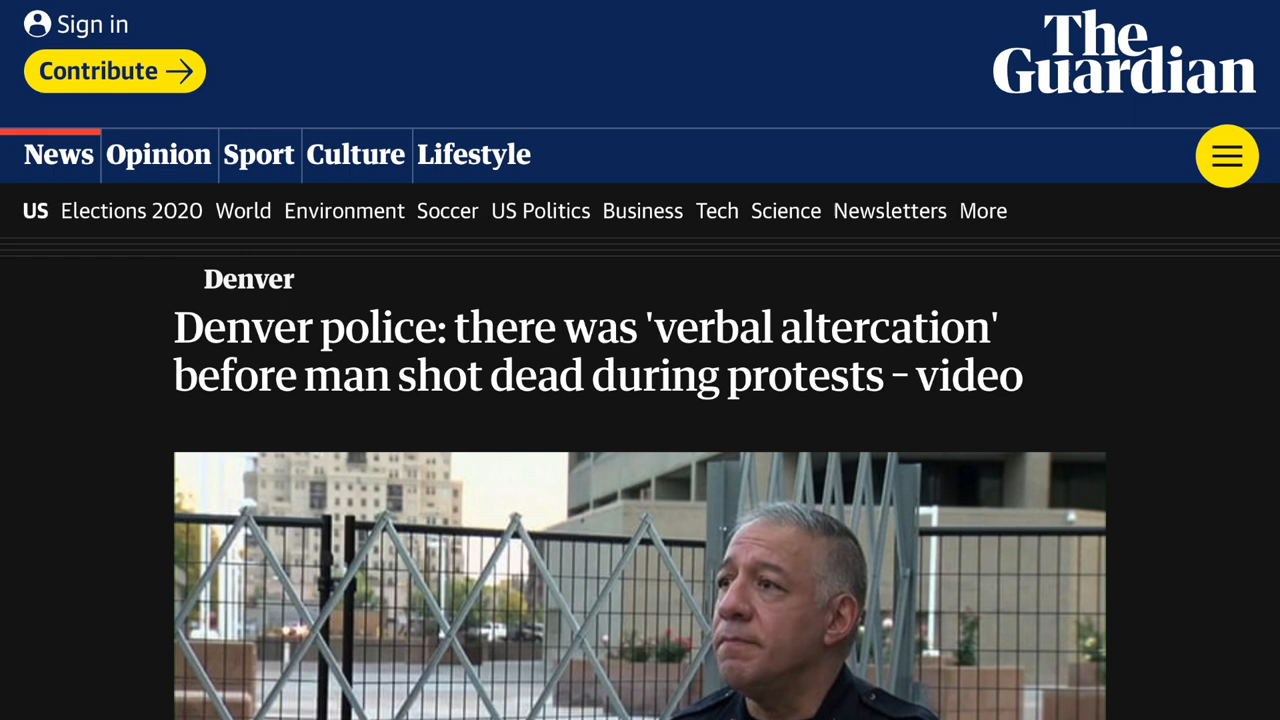 Sign in
Contribute
The
Guardian
News Opinion Sport Culture Lifestyle
US Elections 2020 World Environment Soccer US Politics Business Tech Science Newsletters More
Denver
Denver police: there was 'verbal altercation'
before man shot dead during protests – video